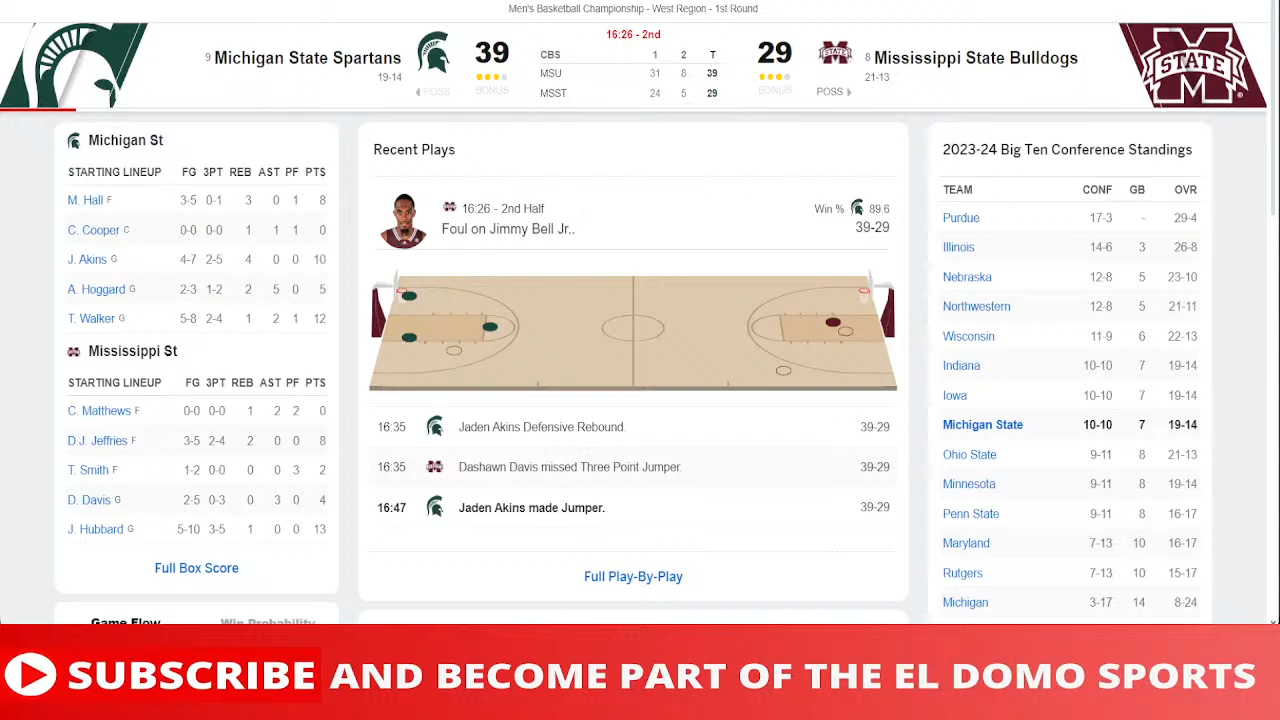 Men's Basketball Championship - West Region - 1st Round
9 Michigan State Spartans
19-14
39
BONUS
POSS
16:26 - 2nd
CBS 1 2 T
MSU 31 8 39
MSST 24 5 29
29
BONUS
POSS
STATE
8 Mississippi State Bulldogs
21-13
STATE
Michigan St
STARTING LINEUP FG 3PT REB AST PF PTS
M. Hall F 3-5 0-1 3 0 1 8
C. Cooper C 0-0 0-0 1 1 1 0
J. Akins G 4-7 2-5 4 0 0 10
A. Hoggard G 2-3 1-2 2 5 0 5
T. Walker G 5-8 2-4 1 2 1 12
Mississippi St
STARTING LINEUP FG 3PT REB AST PF PTS
C. Matthews F 0-0 0-0 1 2 2 0
D.J. Jeffries F 3-5 2-4 2 0 0 8
T. Smith F 1-2 0-0 0 0 3 2
D. Davis G 2-5 0-3 0 3 0 4
J. Hubbard G 5-10 3-5 1 0 0 13
Full Box Score
Game Flow Win Probability
Recent Plays
16:26 - 2nd Half
Foul on Jimmy Bell Jr..
Win % 89.6
39-29
16:35 Jaden Akins Defensive Rebound. 39-29
16:35 Dashawn Davis missed Three Point Jumper. 39-29
16:47 Jaden Akins made Jumper. 39-29
Full Play-By-Play
2023-24 Big Ten Conference Standings
TEAM CONF GB OVR
Purdue 17-3 - 29-4
Illinois 14-6 3 26-8
Nebraska 12-8 5 23-10
Northwestern 12-8 5 21-11
Wisconsin 11-9 6 22-13
Indiana 10-10 7 19-14
Iowa 10-10 7 19-14
Michigan State 10-10 7 19-14
Ohio State 9-11 8 21-13
Minnesota 9-11 8 19-14
Penn State 9-11 8 16-17
Maryland 7-13 10 16-17
Rutgers 7-13 10 15-17
Michigan 3-17 14 8-24
SUBSCRIBE AND BECOME PART OF THE EL DOMO SPORTS